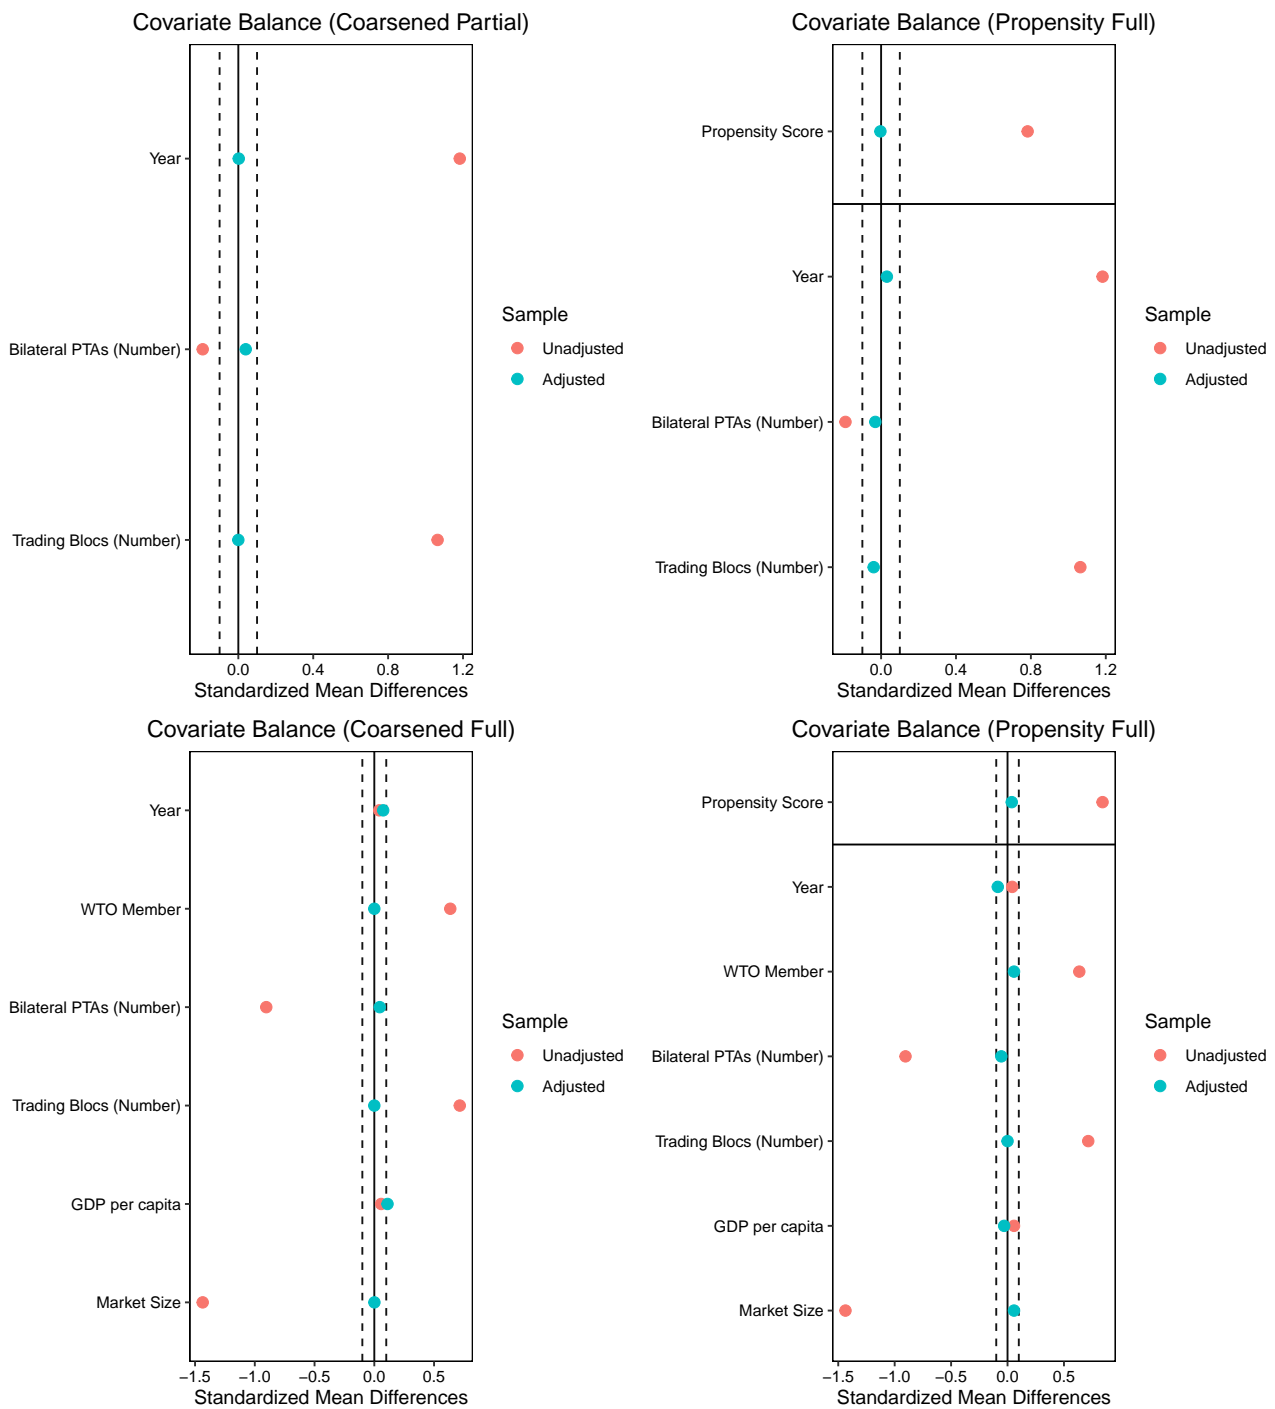 Covariate Balance (Coarsened Partial)
Year
Bilateral PTAs (Number)
Trading Blocs (Number)
0.0 0.4 0.8 1.2
Standardized Mean Differences
Sample
Unadjusted
Adjusted
Covariate Balance (Propensity Full)
Propensity Score
Year
Bilateral PTAs (Number)
Trading Blocs (Number)
0.0 0.4 0.8 1.2
Standardized Mean Differences
Sample
Unadjusted
Adjusted
Covariate Balance (Coarsened Full)
Year
WTO Member
Bilateral PTAs (Number)
Trading Blocs (Number)
GDP per capita
Market Size
−1.5 −1.0 −0.5 0.0 0.5
Standardized Mean Differences
Sample
Unadjusted
Adjusted
Covariate Balance (Propensity Full)
Propensity Score
Year
WTO Member
Bilateral PTAs (Number)
Trading Blocs (Number)
GDP per capita
Market Size
−1.5 −1.0 −0.5 0.0 0.5
Standardized Mean Differences
Sample
Unadjusted
Adjusted